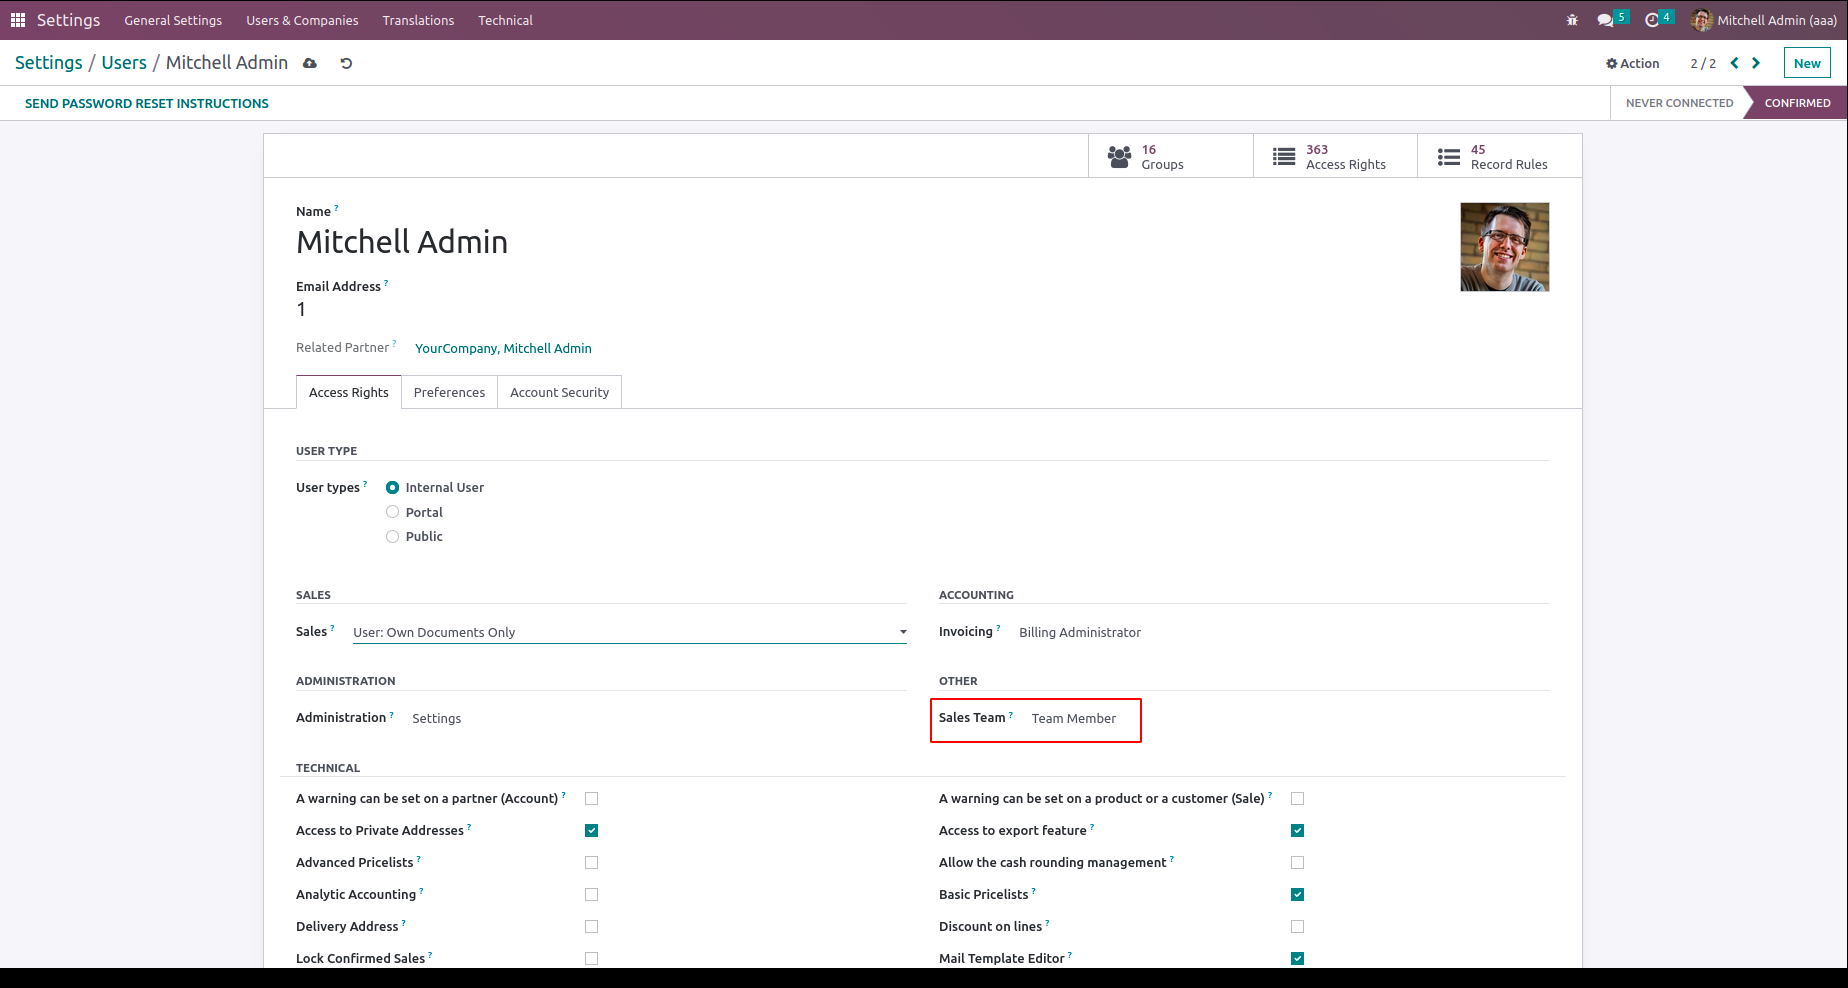 Settings General Settings Users & Companies Translations Technical 5 4 Mitchell Admin (aaa)
Settings / Users / Mitchell Admin Action 2 / 2 New
SEND PASSWORD RESET INSTRUCTIONS NEVER CONNECTED CONFIRMED
16 363 45
Groups Access Rights Record Rules
Name ?
Mitchell Admin
Email Address ?
1
Related Partner ? YourCompany, Mitchell Admin
Access Rights Preferences Account Security
USER TYPE
User types ? Internal User
Portal
Public
SALES ACCOUNTING
Sales ? User: Own Documents Only Invoicing ? Billing Administrator
ADMINISTRATION OTHER
Administration ? Settings Sales Team ? Team Member
TECHNICAL
A warning can be set on a partner (Account) ? A warning can be set on a product or a customer (Sale) ?
Access to Private Addresses ? Access to export feature ?
Advanced Pricelists ? Allow the cash rounding management ?
Analytic Accounting ? Basic Pricelists ?
Delivery Address ? Discount on lines ?
Lock Confirmed Sales ? Mail Template Editor ?